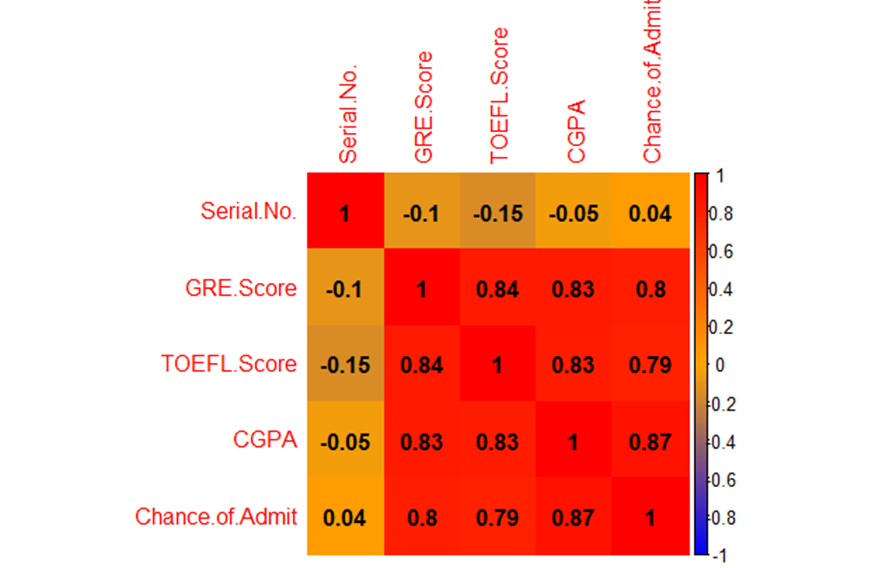 Serial.No.
GRE.Score
TOEFL.Score
CGPA
Chance.of.Admit
Serial.No. 1 -0.1 -0.15 -0.05 0.04
GRE.Score -0.1 1 0.84 0.83 0.8
TOEFL.Score -0.15 0.84 1 0.83 0.79
CGPA -0.05 0.83 0.83 1 0.87
Chance.of.Admit 0.04 0.8 0.79 0.87 1
1
0.8
0.6
0.4
0.2
0
-0.2
-0.4
-0.6
-0.8
-1